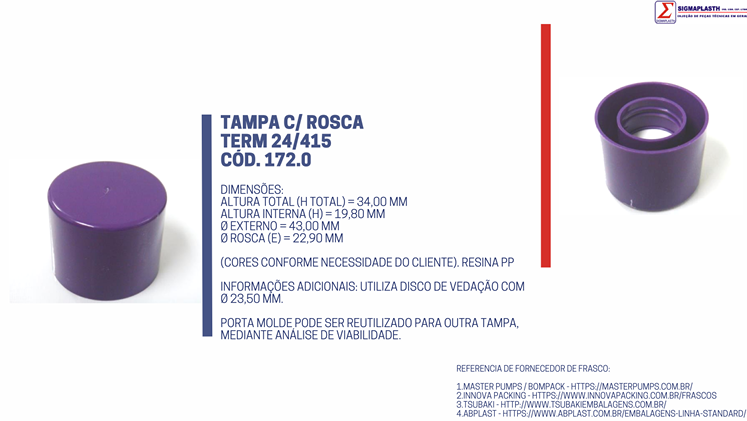 SIGMAPLASTH
INJEÇÃO DE PEÇAS TÉCNICAS EM GERAL
TAMPA C/ ROSCA
TERM 24/415
CÓD. 172.0
DIMENSÕES:
ALTURA TOTAL (H TOTAL) = 34,00 MM
ALTURA INTERNA (H) = 19,80 MM
Ø EXTERNO = 43,00 MM
Ø ROSCA (E) = 22,90 MM
(CORES CONFORME NECESSIDADE DO CLIENTE). RESINA PP
INFORMAÇÕES ADICIONAIS: UTILIZA DISCO DE VEDAÇÃO COM
Ø 23,50 MM.
PORTA MOLDE PODE SER REUTILIZADO PARA OUTRA TAMPA,
MEDIANTE ANÁLISE DE VIABILIDADE.
REFERENCIA DE FORNECEDOR DE FRASCO:
1.MASTER PUMPS / BOMPACK - HTTPS://MASTERPUMPS.COM.BR/
2.INNOVA PACKING - HTTPS://WWW.INNOVAPACKING.COM.BR/FRASCOS
3.TSUBAKI - HTTP://WWW.TSUBAKIEMBALAGENS.COM.BR/
4.ABPLAST - HTTPS://WWW.ABPLAST.COM.BR/EMBALAGENS-LINHA-STANDARD/